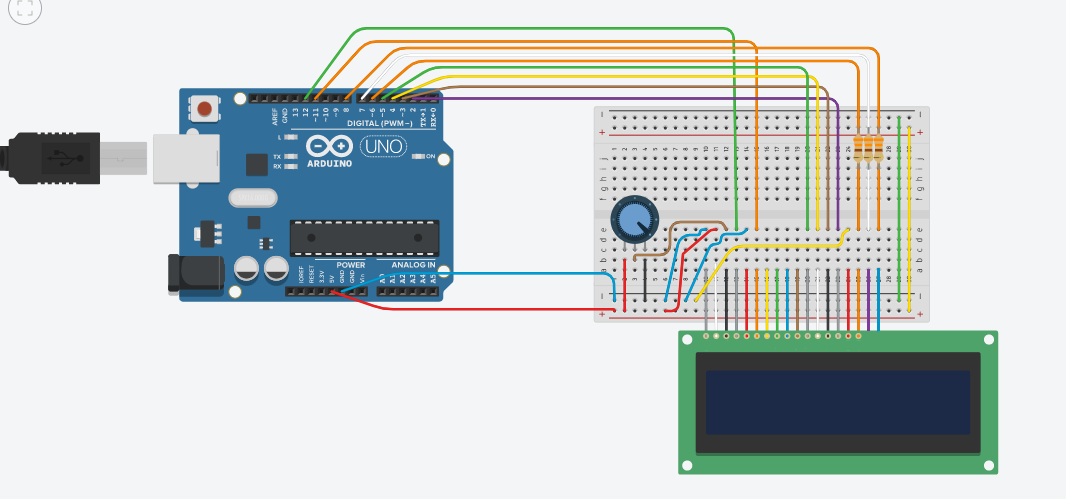 AREF
GND
13
12
~11
~10
~9
8
7
~6
~5
4
~3
2
TX→1
RX←0
DIGITAL (PWM~)
L
TX
RX
ARDUINO
UNO
ON
POWER
ANALOG IN
IOREF
RESET
3.3V
5V
GND
GND
Vin
A0
A1
A2
A3
A4
A5
j
i
h
g
f
e
d
c
b
a